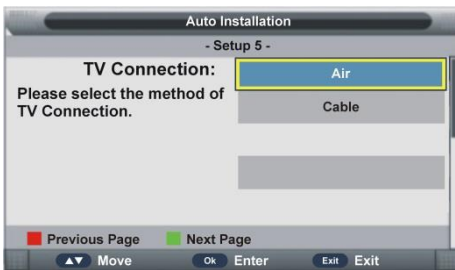 Auto Installation
- Setup 5 -
TV Connection:
Air
Please select the method of
TV Connection.
Cable
Previous Page Next Page
Move Ok Enter Exit Exit